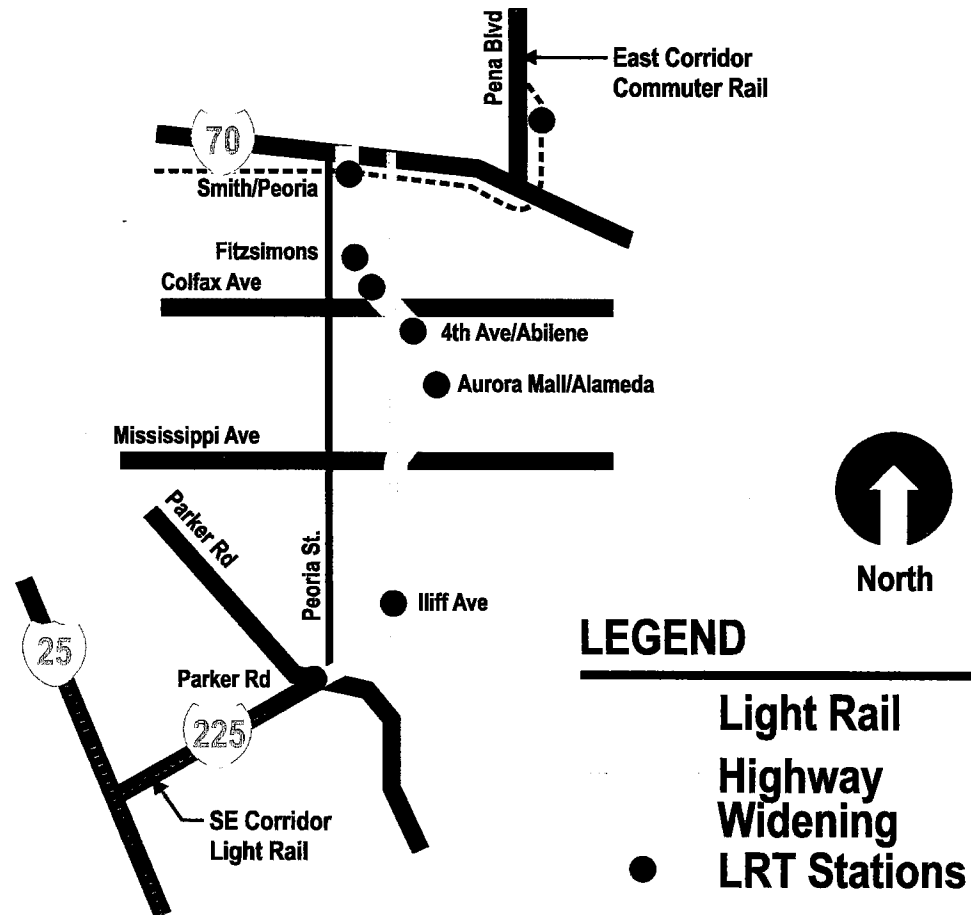 Pena Blvd
East Corridor
Commuter Rail
70
Smith/Peoria
Fitzsimons
Colfax Ave
4th Ave/Abilene
Aurora Mall/Alameda
Mississippi Ave
Parker Rd
Peoria St.
North
Iliff Ave
25
LEGEND
Parker Rd
225
Light Rail
Highway
Widening
SE Corridor
Light Rail
LRT Stations